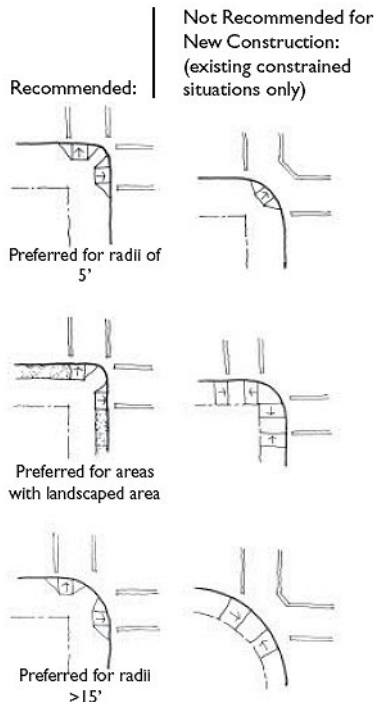 Recommended:
Not Recommended for
New Construction:
(existing constrained
situations only)
Preferred for radii of
5'
Preferred for areas
with landscaped area
Preferred for radii
>15'